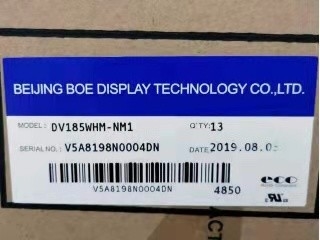 BEIJING BOE DISPLAY TECHNOLOGY CO.,LTD.
MODEL: DV185WHM-NM1 Q'TY: 13
SERIAL NO.: V5A8198N0004DN DATE: 2019.08.0
V5A8198N0004DN
4850
eco